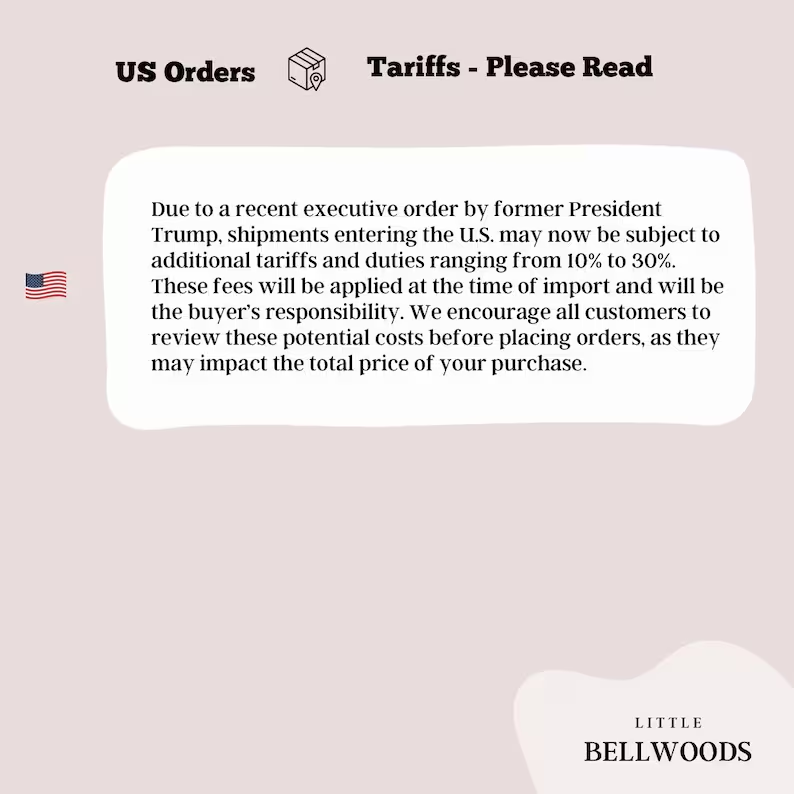 US Orders
Tariffs - Please Read
Due to a recent executive order by former President
Trump, shipments entering the U.S. may now be subject to
additional tariffs and duties ranging from 10% to 30%.
These fees will be applied at the time of import and will be
the buyer’s responsibility. We encourage all customers to
review these potential costs before placing orders, as they
may impact the total price of your purchase.
LITTLE
BELLWOODS